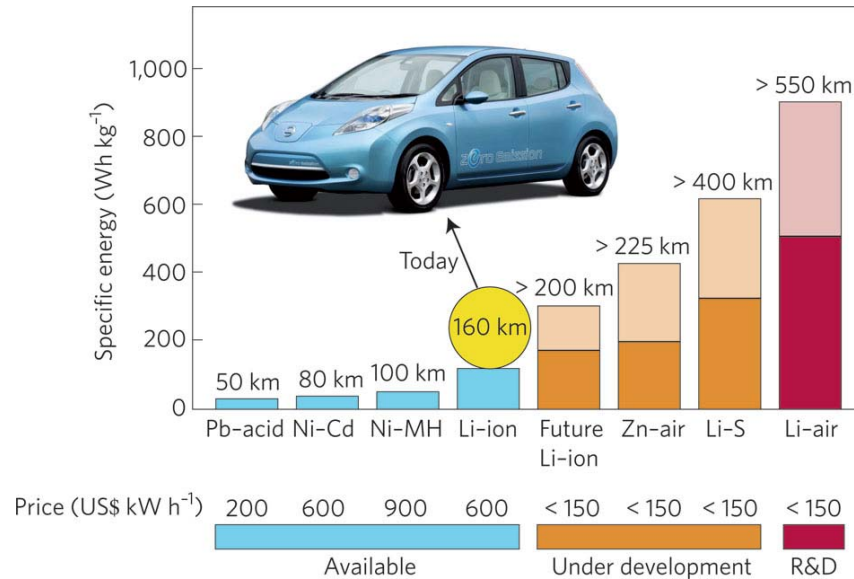 Specific energy (Wh kg⁻¹)
1,000
800
600
400
200
0
Zero Emission
Today
50 km
80 km
100 km
160 km
> 200 km
> 225 km
> 400 km
> 550 km
Pb–acid Ni–Cd Ni–MH Li–ion Future Li–ion Zn–air Li–S Li–air
Price (US$ kW h⁻¹) 200 600 900 600 < 150 < 150 < 150 < 150
Available Under development R&D